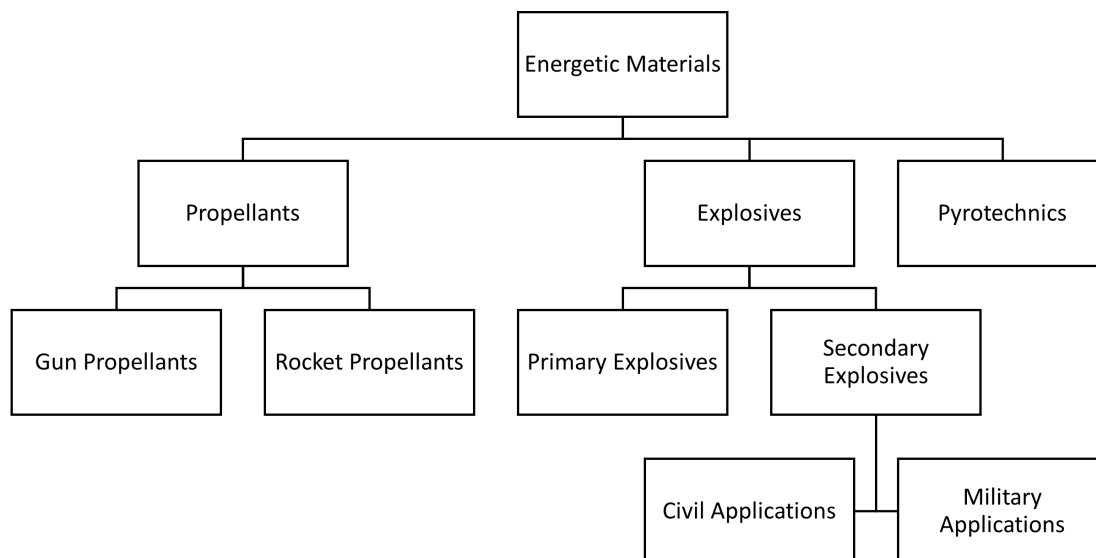 Energetic Materials
Propellants
Explosives
Pyrotechnics
Gun Propellants
Rocket Propellants
Primary Explosives
Secondary
Explosives
Civil Applications
Military
Applications